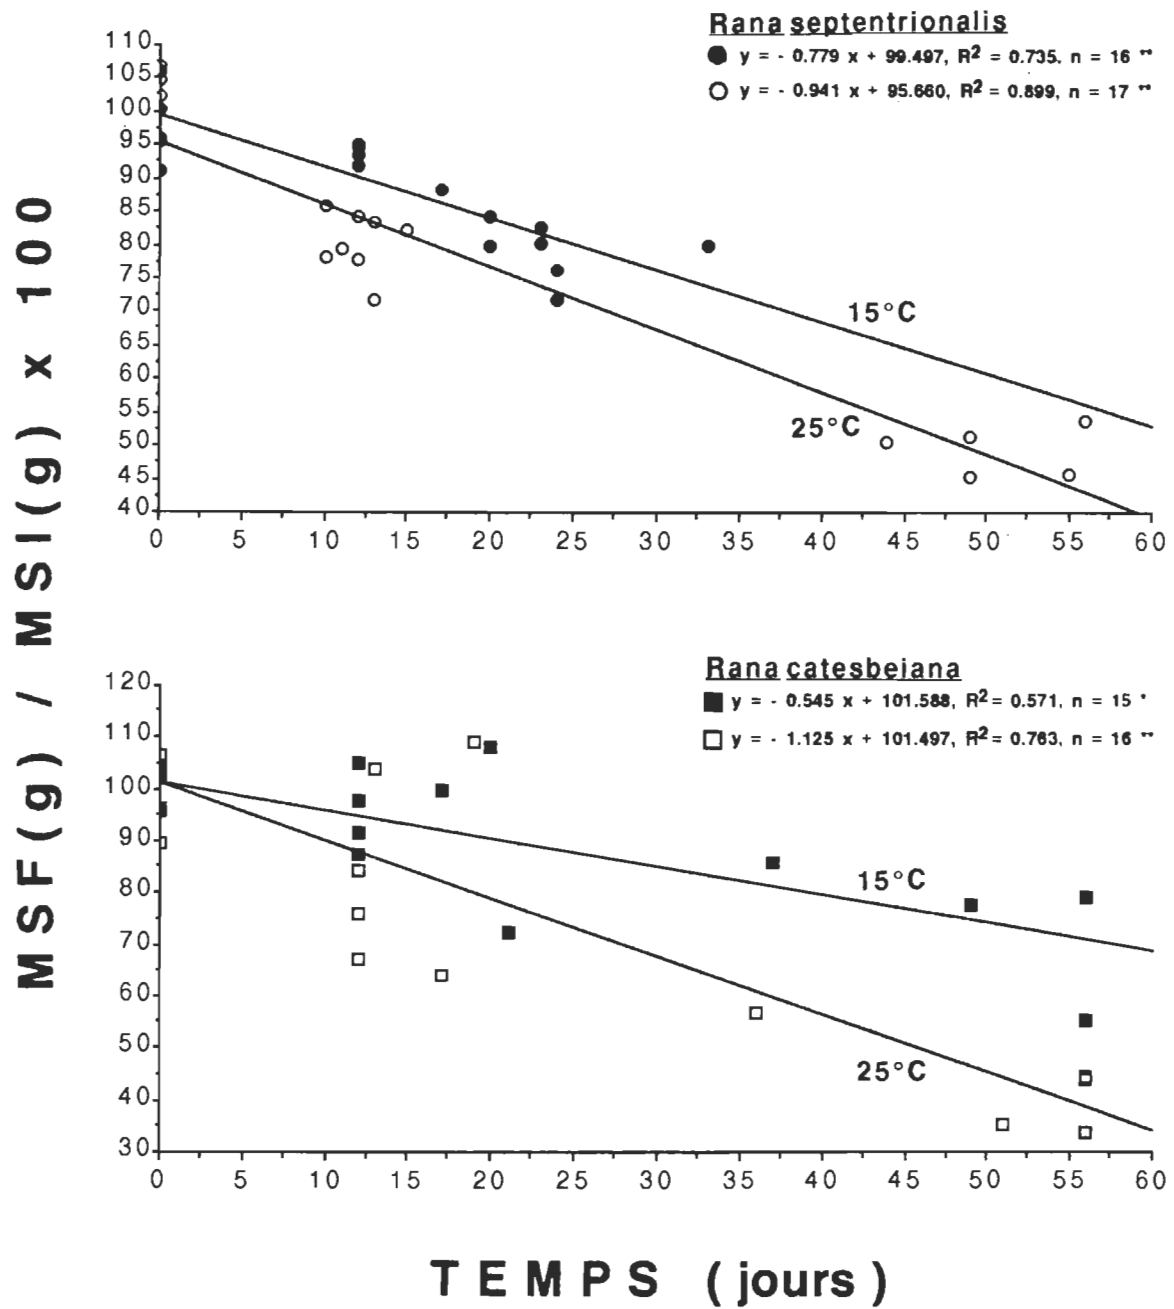 Rana septentrionalis
● y = - 0.779 x + 99.497, R² = 0.735, n = 16 **
○ y = - 0.941 x + 95.660, R² = 0.899, n = 17 **
110
105
100
95
90
85
80
75
70
65
60
55
50
45
40
15°C
25°C
0 5 10 15 20 25 30 35 40 45 50 55 60
Rana catesbeiana
■ y = - 0.545 x + 101.588, R² = 0.571, n = 15 *
□ y = - 1.125 x + 101.497, R² = 0.763, n = 16 **
120
110
100
90
80
70
60
50
40
30
15°C
25°C
0 5 10 15 20 25 30 35 40 45 50 55 60
MSF(g) / MSI(g) x 100
TEMPS (jours)